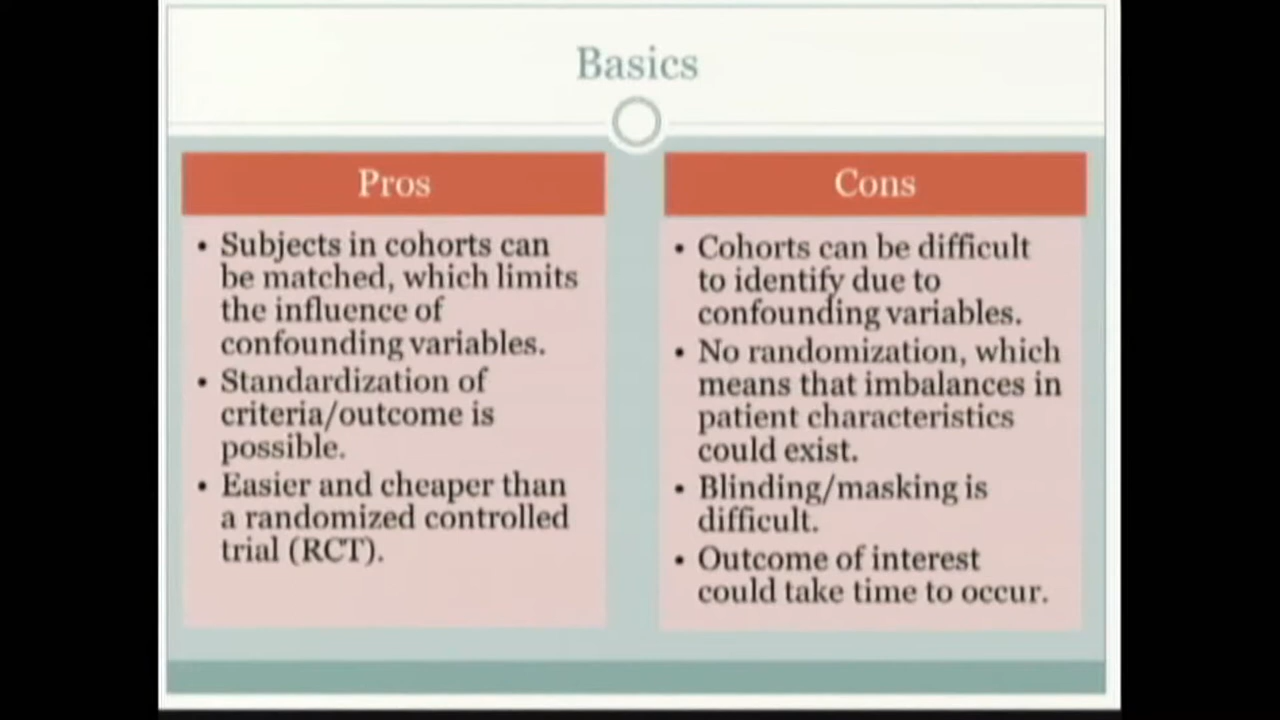 Basics
Pros
• Subjects in cohorts can
be matched, which limits
the influence of
confounding variables.
• Standardization of
criteria/outcome is
possible.
• Easier and cheaper than
a randomized controlled
trial (RCT).
Cons
• Cohorts can be difficult
to identify due to
confounding variables.
• No randomization, which
means that imbalances in
patient characteristics
could exist.
• Blinding/masking is
difficult.
• Outcome of interest
could take time to occur.